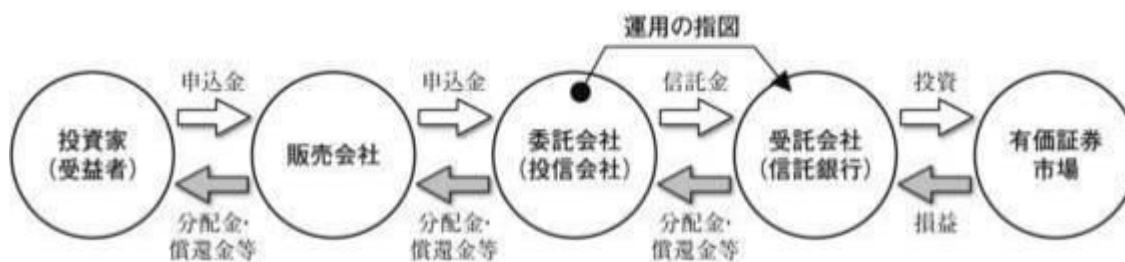 運用の指図
申込金
申込金
信託金
投資
投資家
(受益者)
販売会社
委託会社
(投信会社)
受託会社
(信託銀行)
有価証券
市場
分配金・
償還金等
分配金・
償還金等
分配金・
償還金等
損益